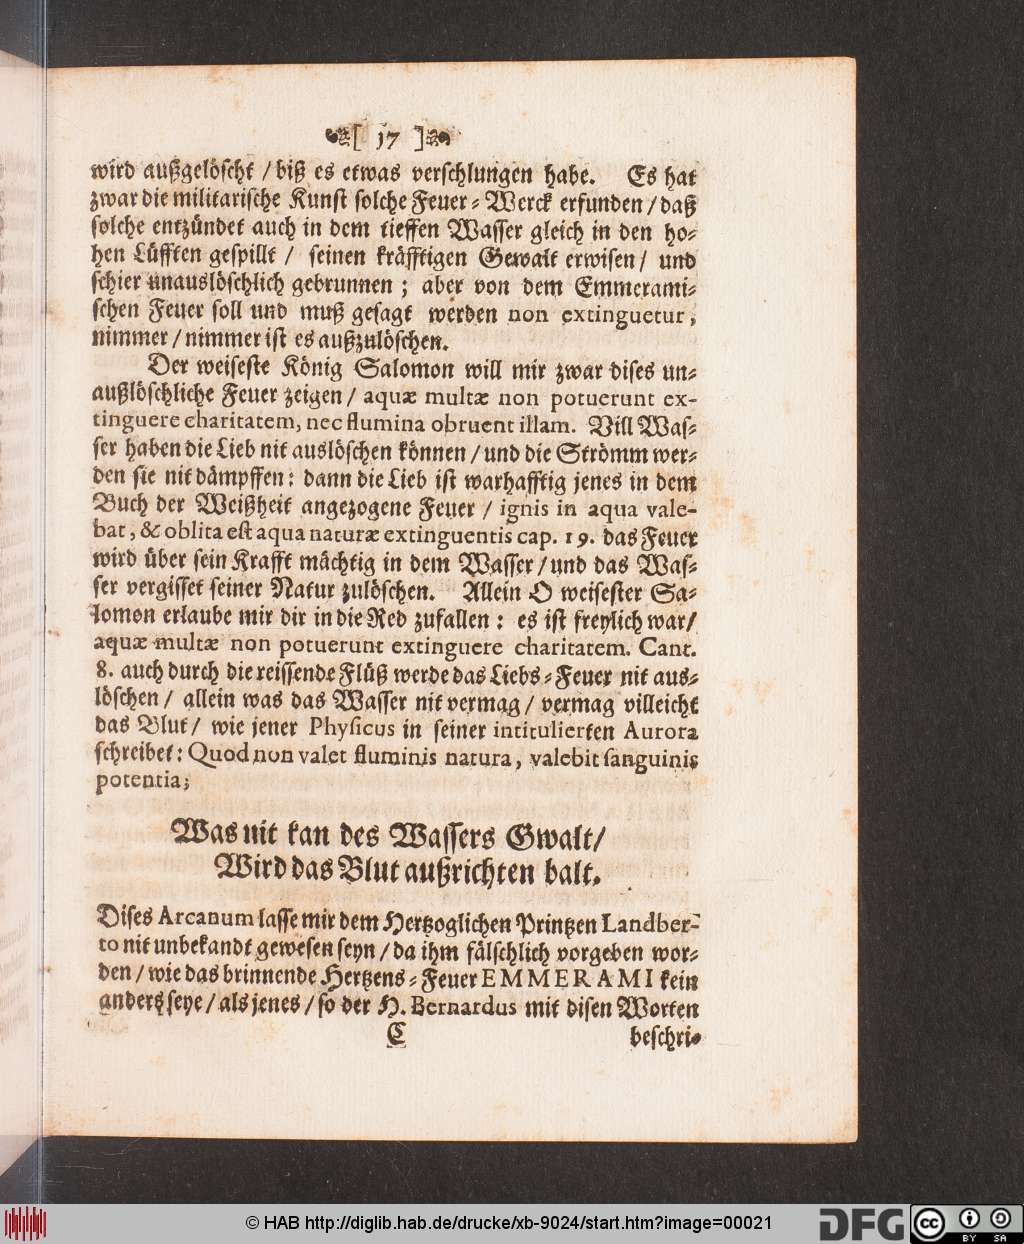 [ 17 ]
wird außgelöscht / biß es etwas verschlungen habe. Es hat
zwar die militarische Kunst solche Feuer-Werck erfunden / daß
solche entzündet auch in dem tieffen Wasser gleich in den ho-
hen Lüfften gespillt / seinen kräfftigen Gewalt erwisen / und
schier unauslöschlich gebrunnen ; aber von dem Emmerami-
schen Feuer soll und muß gesagt werden non extinguetur,
nimmer / nimmer ist es außzulöschen.
Der weiseste König Salomon will mir zwar dises un-
außlöschliche Feuer zeigen / aquæ multæ non potuerunt ex-
tinguere charitatem, nec flumina obruent illam. Vill Was-
ser haben die Lieb nit auslöschen können / und die Strömm wer-
den sie nit dämpffen: dann die Lieb ist warhafftig jenes in dem
Buch der Weißheit angezogene Feuer / ignis in aqua vale-
bat, & oblita est aqua naturæ extinguentis cap. 19. das Feuer
wird über sein Krafft mächtig in dem Wasser / und das Was-
ser vergisset seiner Natur zulöschen. Allein O weisester Sa-
lomon erlaube mir dir in die Red zufallen : es ist freylich war /
aquæ multæ non potuerunt extinguere charitatem. Cant.
8. auch durch die reissende Flüß werde das Liebs-Feuer nit aus-
löschen / allein was das Wasser nit vermag / vermag villeicht
das Blut / wie jener Physicus in seiner intitulierten Aurora
schreibet: Quod non valet fluminis natura, valebit sanguinis
potentia;
Was nit kan des Wassers Gwalt /
Wird das Blut außrichten balt.
Dises Arcanum lasse mir dem Hertzoglichen Printzen Landber-
to nit unbekandt gewesen seyn / da ihm fälschlich vorgeben wor-
den / wie das brinnende Hertzens-Feuer EMMERAMI kein
anders seye / als jenes / so der H. Bernardus mit disen Worten
C beschri-
© HAB http://diglib.hab.de/drucke/xb-9024/start.htm?image=00021
DFG
cc BY SA